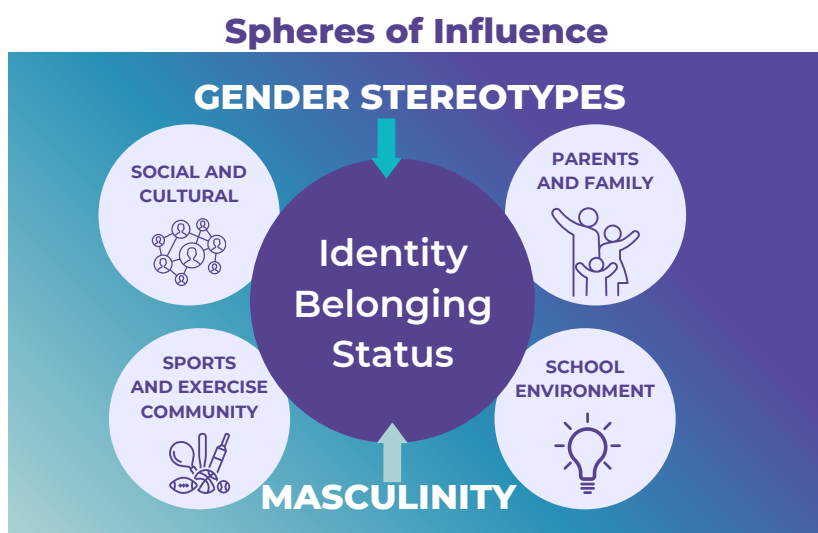 Spheres of Influence
GENDER STEREOTYPES
SOCIAL AND
CULTURAL
PARENTS
AND FAMILY
Identity
Belonging
Status
SPORTS
AND EXERCISE
COMMUNITY
SCHOOL
ENVIRONMENT
MASCULINITY